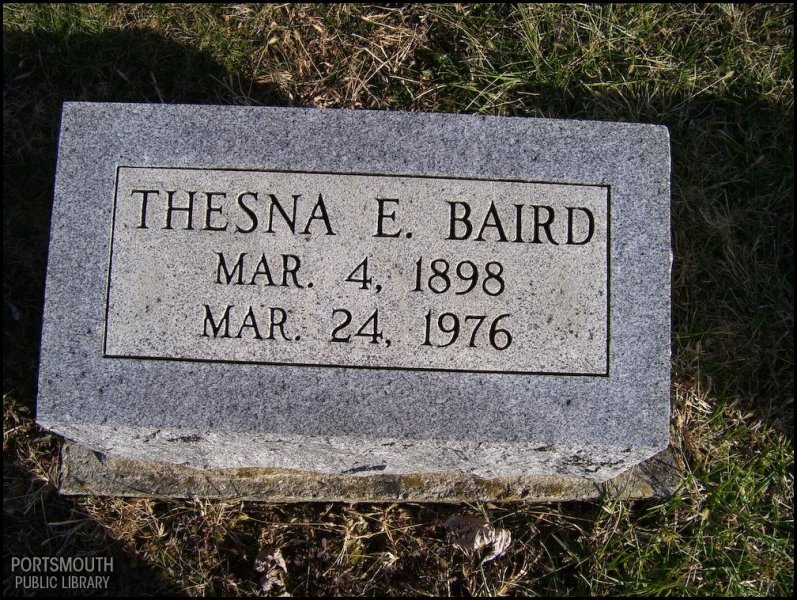 THESNA E. BAIRD
MAR. 4, 1898
MAR. 24, 1976
PORTSMOUTH
PUBLIC LIBRARY